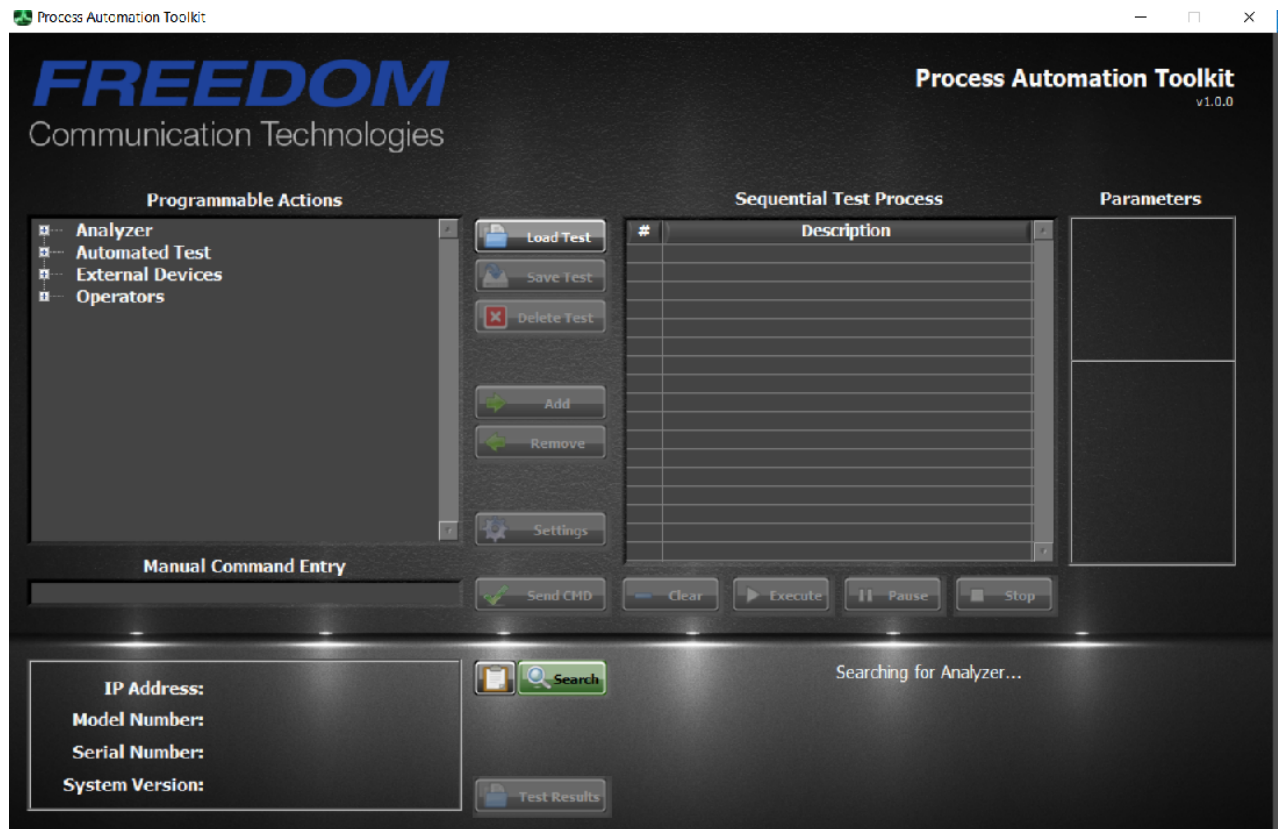 Process Automation Toolkit
FREEDOM
Communication Technologies
Process Automation Toolkit
v1.0.0
Programmable Actions
Analyzer
Automated Test
External Devices
Operators
Load Test
Save Test
Delete Test
Add
Remove
Settings
Sequential Test Process
# Description
Parameters
Manual Command Entry
Send CMD
Clear
Execute
Pause
Stop
IP Address:
Model Number:
Serial Number:
System Version:
Search
Test Results
Searching for Analyzer...